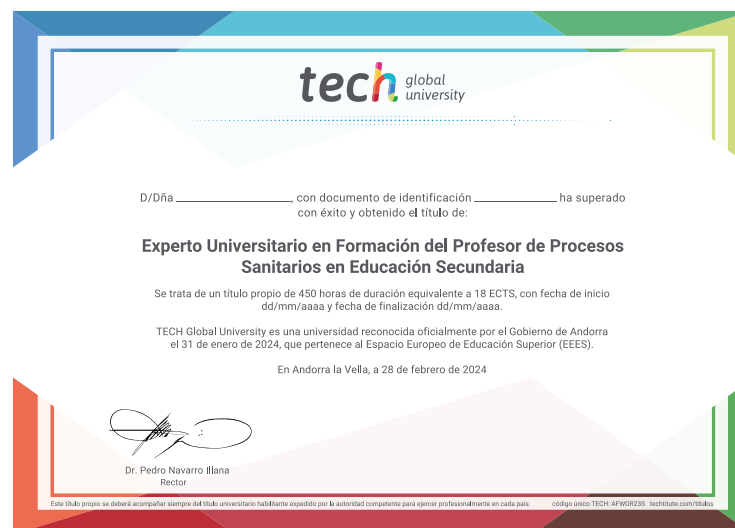 tech global university
D/Dña ____________, con documento de identificación ____________ ha superado
con éxito y obtenido el título de:
Experto Universitario en Formación del Profesor de Procesos
Sanitarios en Educación Secundaria
Se trata de un título propio de 450 horas de duración equivalente a 18 ECTS, con fecha de inicio
dd/mm/aaaa y fecha de finalización dd/mm/aaaa.
TECH Global University es una universidad reconocida oficialmente por el Gobierno de Andorra
el 31 de enero de 2024, que pertenece al Espacio Europeo de Educación Superior (EEES).
En Andorra la Vella, a 28 de febrero de 2024
Dr. Pedro Navarro Illana
Rector
Este título propio se deberá acompañar siempre del título universitario habilitante expedido por la autoridad competente para ejercer profesionalmente en cada país. código único TECH: AFWOR23S techtitute.com/titulos